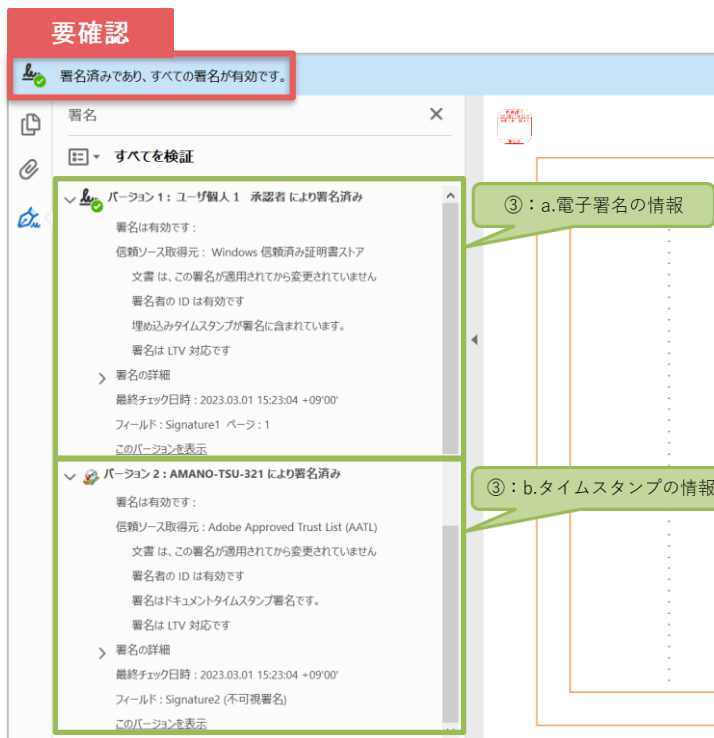 要確認
署名済みであり、すべての署名が有効です。
署名
すべてを検証
バージョン 1 : ユーザ個人 1 承認者 により署名済み
③：a.電子署名の情報
署名は有効です :
信頼ソース取得元 : Windows 信頼済み証明書ストア
文書 は、この署名が適用されてから変更されていません
署名者の ID は有効です
埋め込みタイムスタンプが署名に含まれています。
署名は LTV 対応です
署名の詳細
最終チェック日時 : 2023.03.01 15:23:04 +09'00'
フィールド : Signature1 ページ : 1
このバージョンを表示
バージョン 2 : AMANO-TSU-321 により署名済み
③：b.タイムスタンプの情報
署名は有効です :
信頼ソース取得元 : Adobe Approved Trust List (AATL)
文書 は、この署名が適用されてから変更されていません
署名者の ID は有効です
署名はドキュメントタイムスタンプ署名です。
署名は LTV 対応です
署名の詳細
最終チェック日時 : 2023.03.01 15:23:04 +09'00'
フィールド : Signature2 (不可視署名)
このバージョンを表示